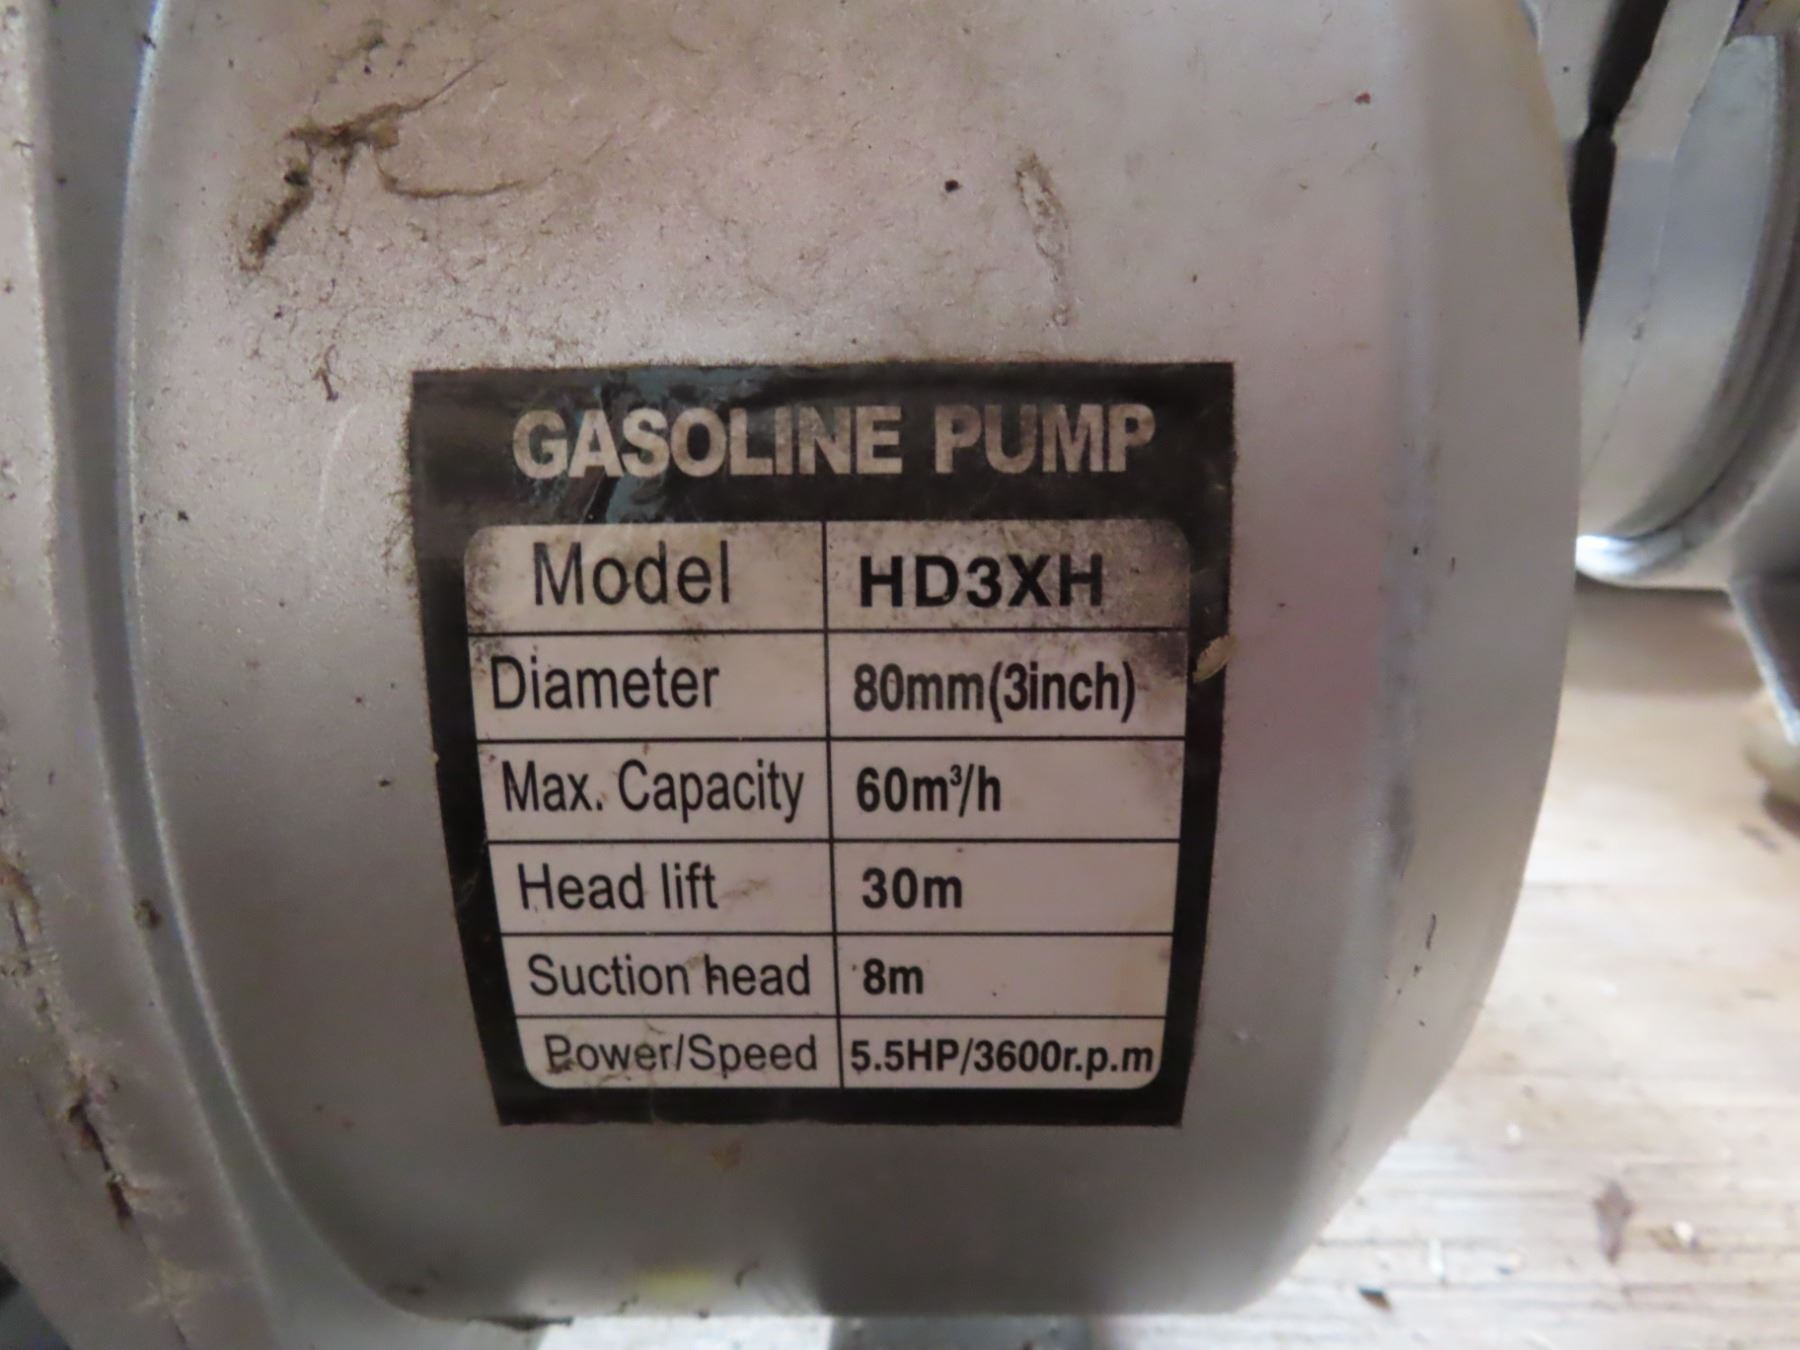 GASOLINE PUMP
Model HD3XH
Diameter 80mm(3inch)
Max. Capacity 60m³/h
Head lift 30m
Suction head 8m
Power/Speed 5.5HP/3600r.p.m